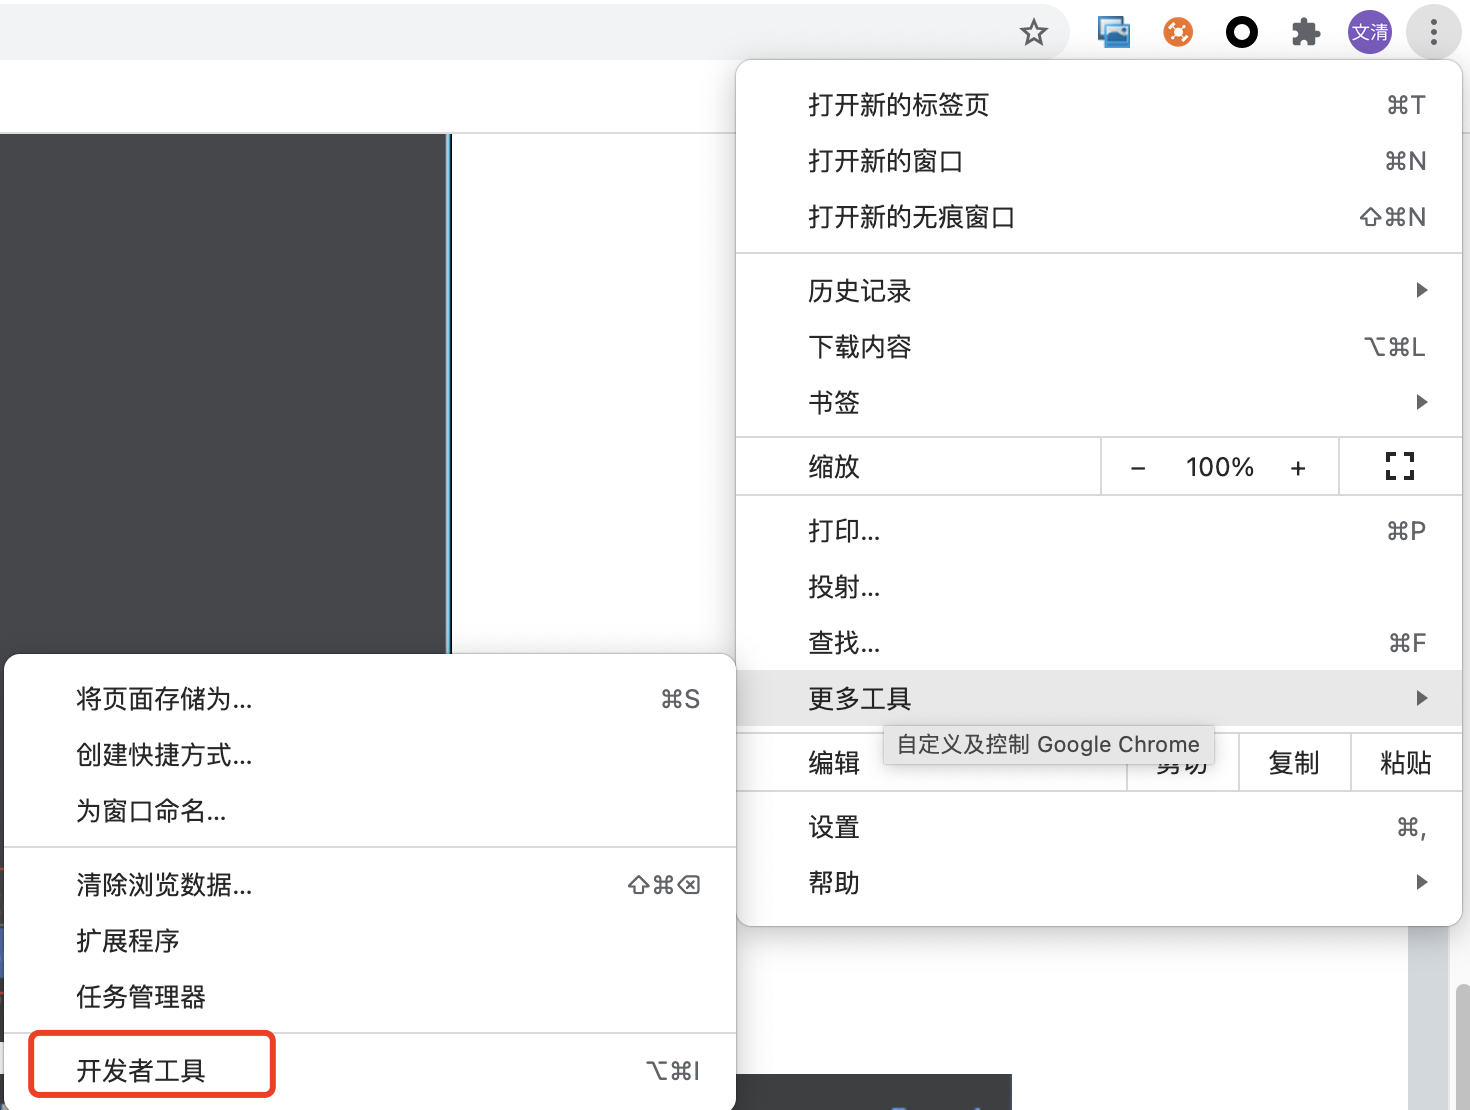 文清
打开新的标签页 ⌘T
打开新的窗口 ⌘N
打开新的无痕窗口 ⇧⌘N
历史记录
下载内容 ⌥⌘L
书签
缩放 − 100% +
打印... ⌘P
投射...
查找... ⌘F
更多工具
自定义及控制 Google Chrome
编辑 剪切 复制 粘贴
设置 ⌘,
帮助
将页面存储为... ⌘S
创建快捷方式...
为窗口命名...
清除浏览数据... ⇧⌘⌫
扩展程序
任务管理器
开发者工具 ⌥⌘I